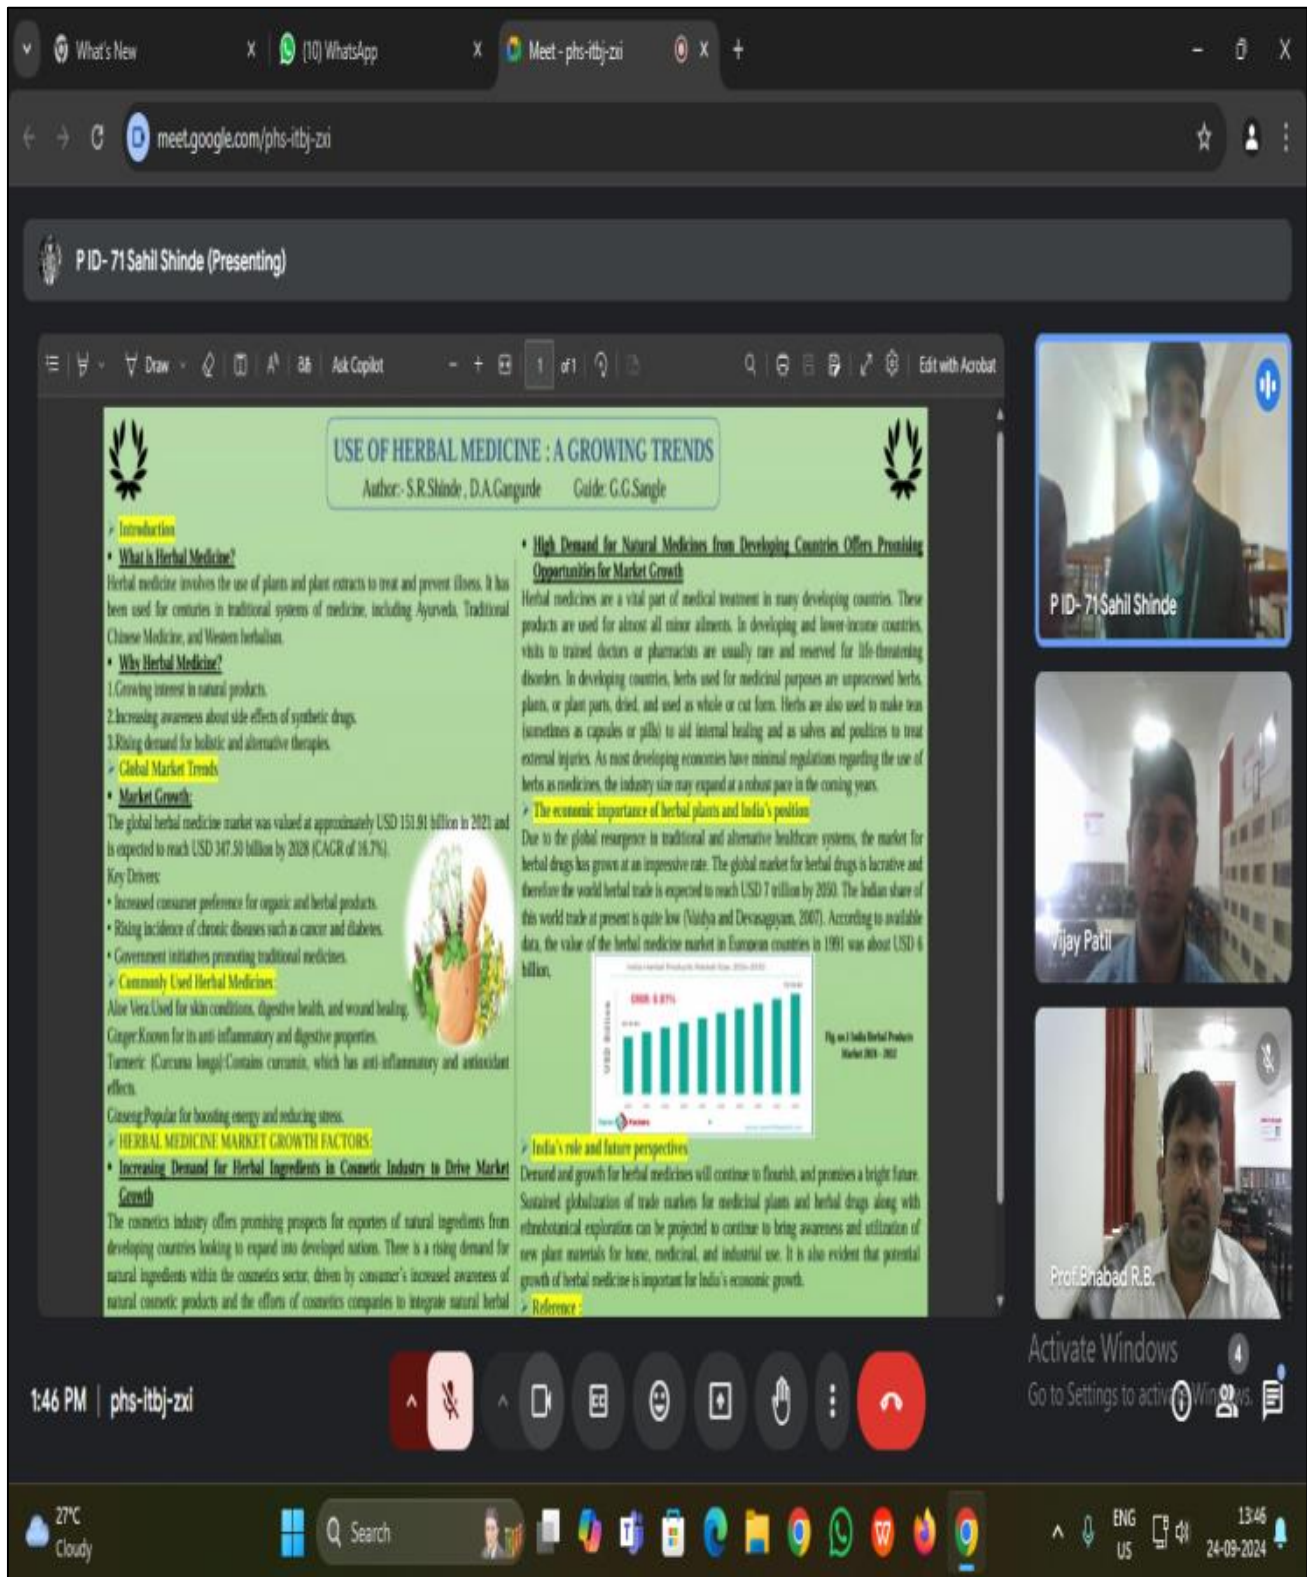 What's New
(10) WhatsApp
Meet - phs-itbj-zxi
meet.google.com/phs-itbj-zxi
P ID- 71 Sahil Shinde (Presenting)
Draw
Ask Copilot
1 of 1
Edit with Acrobat
USE OF HERBAL MEDICINE : A GROWING TRENDS
Author:- S.R.Shinde , D.A.Gangurde Guide: G.G.Sangle
Introduction
What is Herbal Medicine?
Herbal medicine involves the use of plants and plant extracts to treat and prevent illness. It has
been used for centuries in traditional systems of medicine, including Ayurveda, Traditional
Chinese Medicine, and Western herbalism.
Why Herbal Medicine?
1.Growing interest in natural products.
2.Increasing awareness about side effects of synthetic drugs.
3.Rising demand for holistic and alternative therapies.
Global Market Trends
Market Growth:
The global herbal medicine market was valued at approximately USD 151.91 billion in 2021 and
is expected to reach USD 347.50 billion by 2028 (CAGR of 16.7%).
Key Drivers:
• Increased consumer preference for organic and herbal products.
• Rising incidence of chronic diseases such as cancer and diabetes.
• Government initiatives promoting traditional medicines.
Commonly Used Herbal Medicines:
Aloe Vera:Used for skin conditions, digestive health, and wound healing.
Ginger:Known for its anti inflammatory and digestive properties.
Turmeric (Curcuma longa):Contains curcumin, which has anti-inflammatory and antioxidant
effects.
Ginseng:Popular for boosting energy and reducing stress.
HERBAL MEDICINE MARKET GROWTH FACTORS:
Increasing Demand for Herbal Ingredients in Cosmetic Industry to Drive Market
Growth
The cosmetics industry offers promising prospects for exporters of natural ingredients from
developing countries looking to expand into developed nations. There is a rising demand for
natural ingredients within the cosmetics sector, driven by consumer's increased awareness of
natural cosmetic products and the efforts of cosmetics companies to integrate natural herbal
High Demand for Natural Medicines from Developing Countries Offers Promising
Opportunities for Market Growth
Herbal medicines are a vital part of medical treatment in many developing countries. These
products are used for almost all minor ailments. In developing and lower-income countries,
visits to trained doctors or pharmacists are usually rare and reserved for life-threatening
disorders. In developing countries, herbs used for medicinal purposes are unprocessed herbs,
plants, or plant parts, dried, and used as whole or cut form. Herbs are also used to make teas
(sometimes as capsules or pills) to aid internal healing and as salves and poultices to treat
external injuries. As most developing economies have minimal regulations regarding the use of
herbs as medicines, the industry size may expand at a robust pace in the coming years.
The economic importance of herbal plants and India's position
Due to the global resurgence in traditional and alternative healthcare systems, the market for
herbal drugs has grown at an impressive rate. The global market for herbal drugs is lucrative and
therefore the world herbal trade is expected to reach USD 7 trillion by 2050. The Indian share of
this world trade at present is quite low (Vaidya and Devasagayam, 2007). According to available
data, the value of the herbal medicine market in European countries in 1991 was about USD 6
billion,
USD Billion
Fig. no.1 India Herbal Products
India's role and future perspectives
Demand and growth for herbal medicines will continue to flourish, and promises a bright future.
Sustained globalization of trade markets for medicinal plants and herbal drugs along with
ethnobotanical exploration can be projected to continue to bring awareness and utilization of
new plant materials for home, medicinal, and industrial use. It is also evident that potential
growth of herbal medicine is important for India's economic growth.
Reference :
P ID- 71 Sahil Shinde
Vijay Patil
Prof.Bhabad R.B.
Activate Windows
Go to Settings to activate Windows.
4
1:46 PM | phs-itbj-zxi
27°C
Cloudy
Search
ENG
US
13:46
24-09-2024